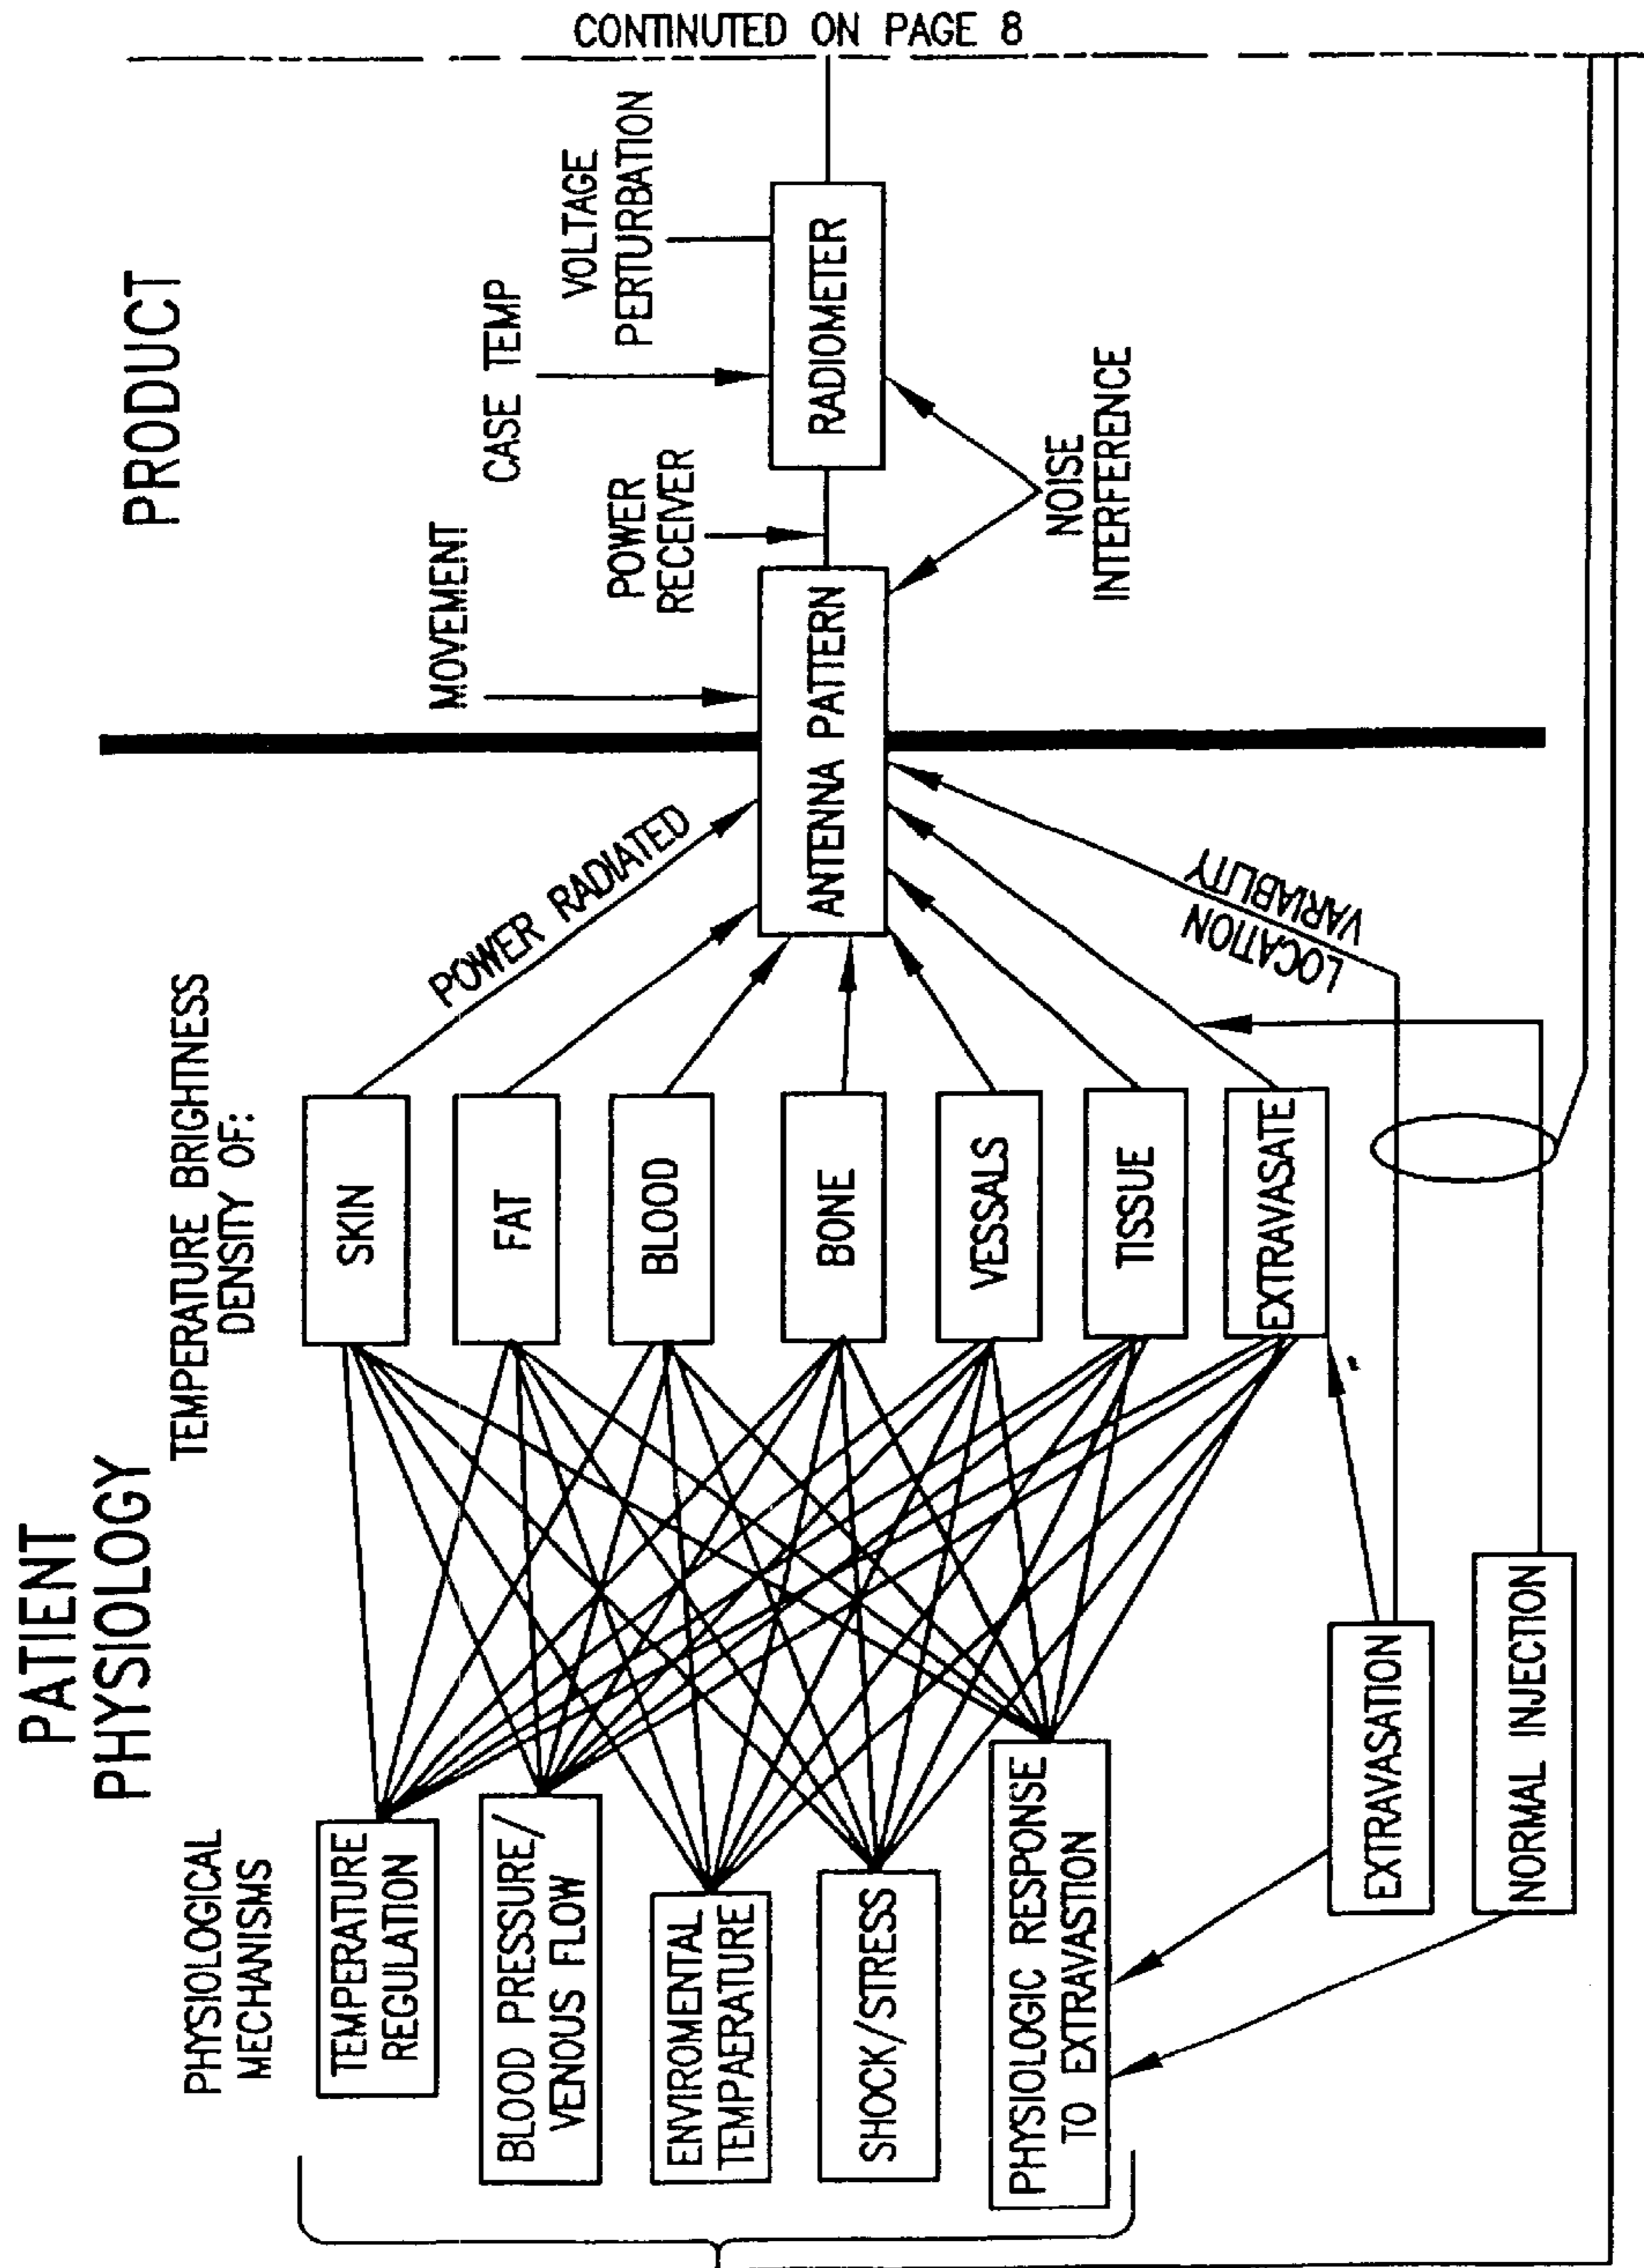 PATIENT
PHYSIOLOGY
PRODUCT
PHYSIOLOGICAL
MECHANISMS
TEMPERATURE BRIGHTNESS
DENSITY OF:
TEMPERATURE
REGULATION
BLOOD PRESSURE/
VENOUS FLOW
ENVIROMENTAL
TEMPAERATURE
SHOCK/STRESS
PHYSIOLOGIC RESPONSE
TO EXTRAVASTION
EXTRAVASATION
NORMAL INJECTION
SKIN
FAT
BLOOD
BONE
VESSALS
TISSUE
EXTRAVASATE
POWER RADIATED
LOCATION
VARIABLITY
ANTENNA PATTERN
MOVEMENT
POWER
RECEIVER
CASE TEMP
VOLTAGE
PERTURBATION
RADIOMETER
NOISE
INTERFERENCE
CONTINUTED ON PAGE 8